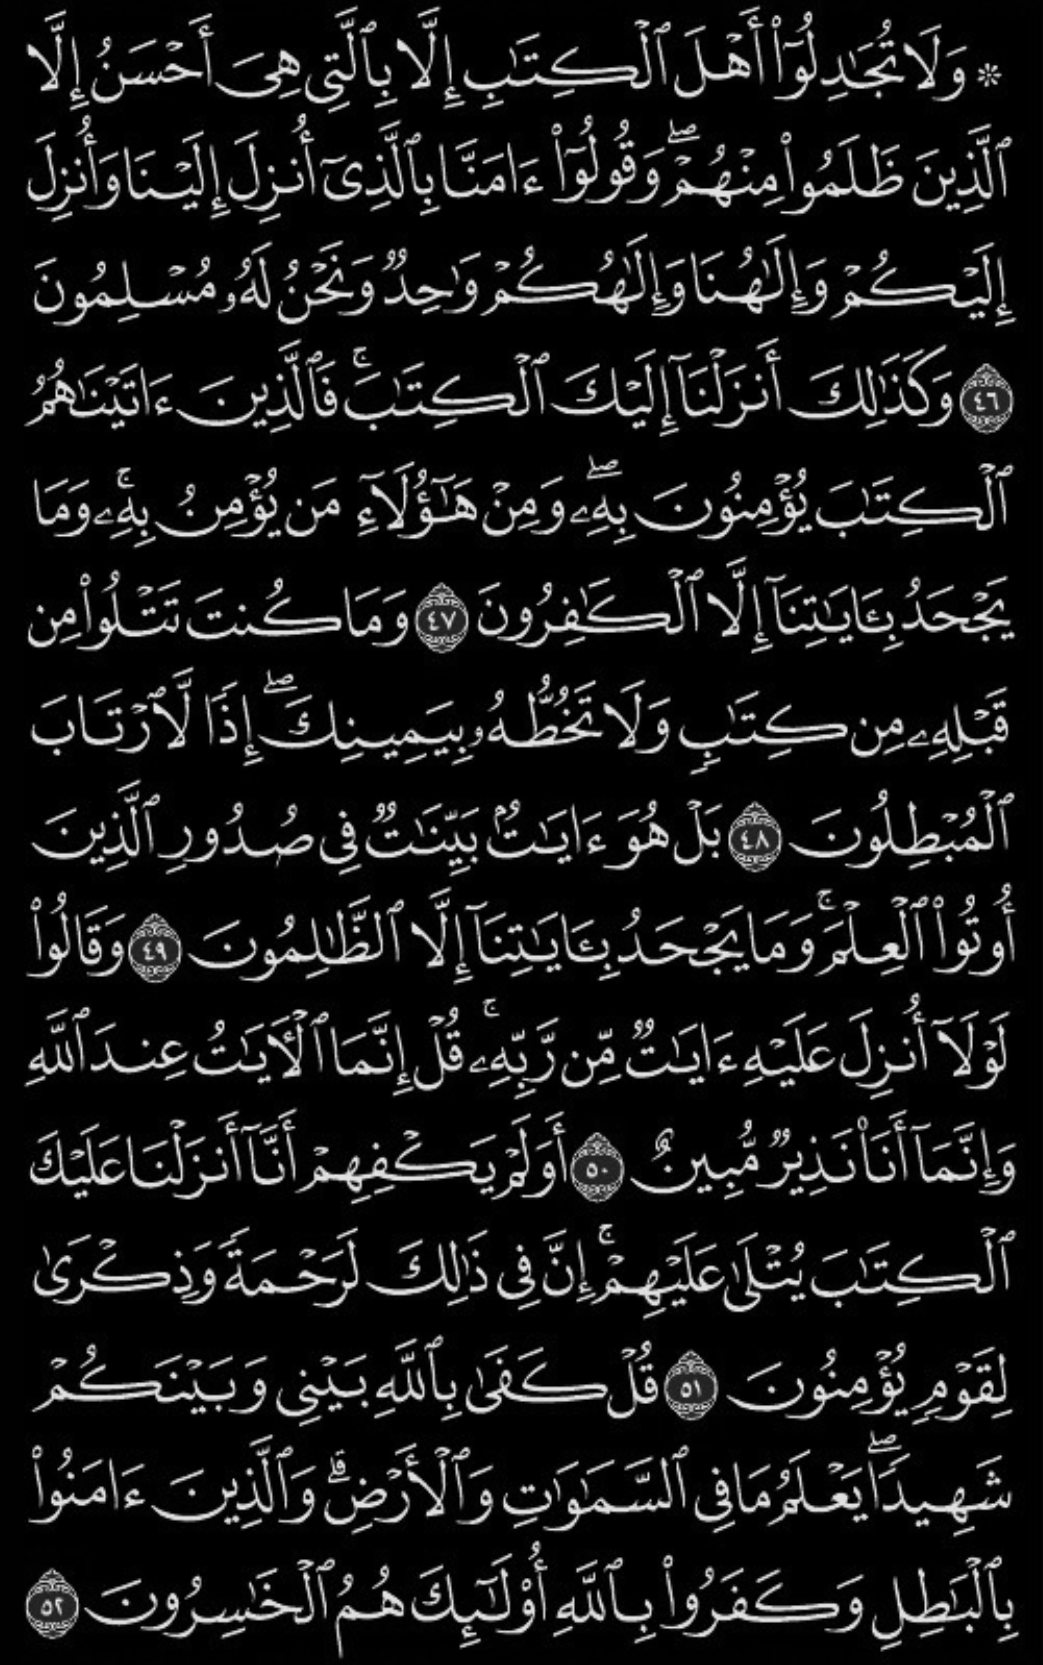 ۞ وَلَا تُجَٰدِلُوٓا۟ أَهْلَ ٱلْكِتَٰبِ إِلَّا بِٱلَّتِى هِىَ أَحْسَنُ إِلَّا
ٱلَّذِينَ ظَلَمُوا۟ مِنْهُمْ ۖ وَقُولُوٓا۟ ءَامَنَّا بِٱلَّذِىٓ أُنزِلَ إِلَيْنَا وَأُنزِلَ
إِلَيْكُمْ وَإِلَٰهُنَا وَإِلَٰهُكُمْ وَٰحِدٌ وَنَحْنُ لَهُۥ مُسْلِمُونَ
٤٦ وَكَذَٰلِكَ أَنزَلْنَآ إِلَيْكَ ٱلْكِتَٰبَ ۚ فَٱلَّذِينَ ءَاتَيْنَٰهُمُ
ٱلْكِتَٰبَ يُؤْمِنُونَ بِهِۦ ۖ وَمِنْ هَٰٓؤُلَآءِ مَن يُؤْمِنُ بِهِۦ ۚ وَمَا
يَجْحَدُ بِـَٔايَٰتِنَآ إِلَّا ٱلْكَٰفِرُونَ ٤٧ وَمَا كُنتَ تَتْلُوا۟ مِن
قَبْلِهِۦ مِن كِتَٰبٍ وَلَا تَخُطُّهُۥ بِيَمِينِكَ ۖ إِذًا لَّٱرْتَابَ
ٱلْمُبْطِلُونَ ٤٨ بَلْ هُوَ ءَايَٰتٌۢ بَيِّنَٰتٌ فِى صُدُورِ ٱلَّذِينَ
أُوتُوا۟ ٱلْعِلْمَ ۚ وَمَا يَجْحَدُ بِـَٔايَٰتِنَآ إِلَّا ٱلظَّٰلِمُونَ ٤٩ وَقَالُوا۟
لَوْلَآ أُنزِلَ عَلَيْهِ ءَايَٰتٌ مِّن رَّبِّهِۦ ۚ قُلْ إِنَّمَا ٱلْـَٔايَٰتُ عِندَ ٱللَّهِ
وَإِنَّمَآ أَنَا۠ نَذِيرٌ مُّبِينٌ ٥٠ أَوَلَمْ يَكْفِهِمْ أَنَّآ أَنزَلْنَا عَلَيْكَ
ٱلْكِتَٰبَ يُتْلَىٰ عَلَيْهِمْ ۚ إِنَّ فِى ذَٰلِكَ لَرَحْمَةً وَذِكْرَىٰ
لِقَوْمٍ يُؤْمِنُونَ ٥١ قُلْ كَفَىٰ بِٱللَّهِ بَيْنِى وَبَيْنَكُمْ
شَهِيدًا ۖ يَعْلَمُ مَا فِى ٱلسَّمَٰوَٰتِ وَٱلْأَرْضِ ۗ وَٱلَّذِينَ ءَامَنُوا۟
بِٱلْبَٰطِلِ وَكَفَرُوا۟ بِٱللَّهِ أُو۟لَٰٓئِكَ هُمُ ٱلْخَٰسِرُونَ ٥٢